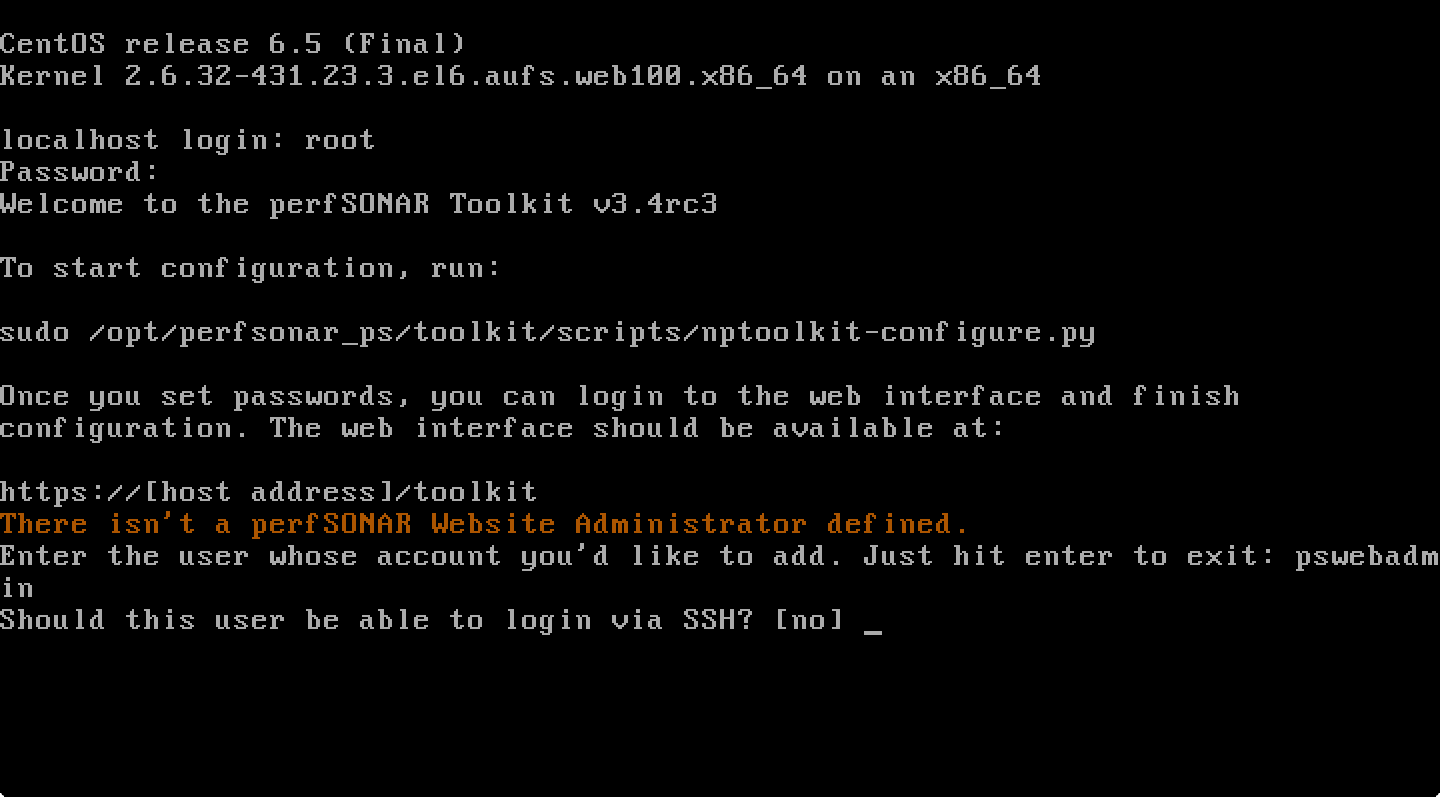 CentOS release 6.5 (Final)
Kernel 2.6.32-431.23.3.el6.aufs.web100.x86_64 on an x86_64
localhost login: root
Password:
Welcome to the perfSONAR Toolkit v3.4rc3
To start configuration, run:
sudo /opt/perfsonar_ps/toolkit/scripts/nptoolkit-configure.py
Once you set passwords, you can login to the web interface and finish
configuration. The web interface should be available at:
https://[host address]/toolkit
There isn't a perfSONAR Website Administrator defined.
Enter the user whose account you'd like to add. Just hit enter to exit: pswebadm
in
Should this user be able to login via SSH? [no] _